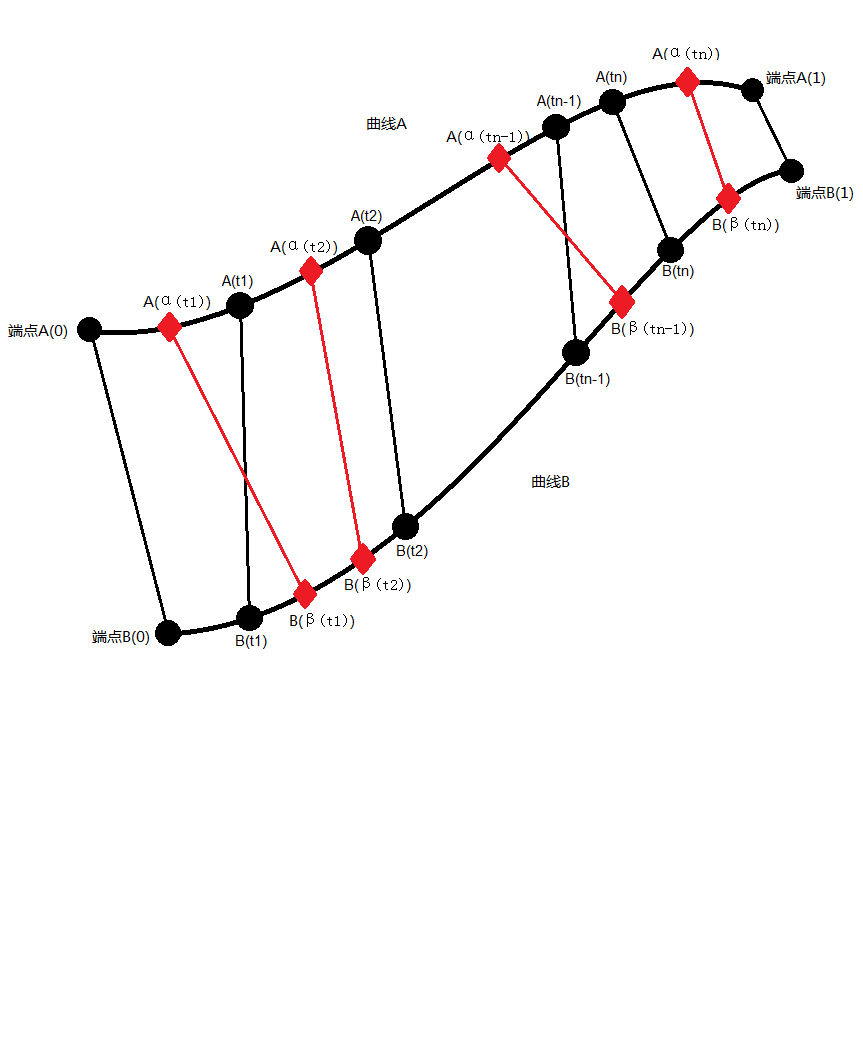 A(α(tn))
端点A(1)
A(tn)
A(tn-1)
曲线A
A(α(tn-1))
端点B(1)
A(t2)
B(β(tn))
A(α(t2))
B(tn)
A(t1)
A(α(t1))
端点A(0)
B(β(tn-1))
B(tn-1)
曲线B
B(t2)
B(β(t2))
B(β(t1))
端点B(0)
B(t1)